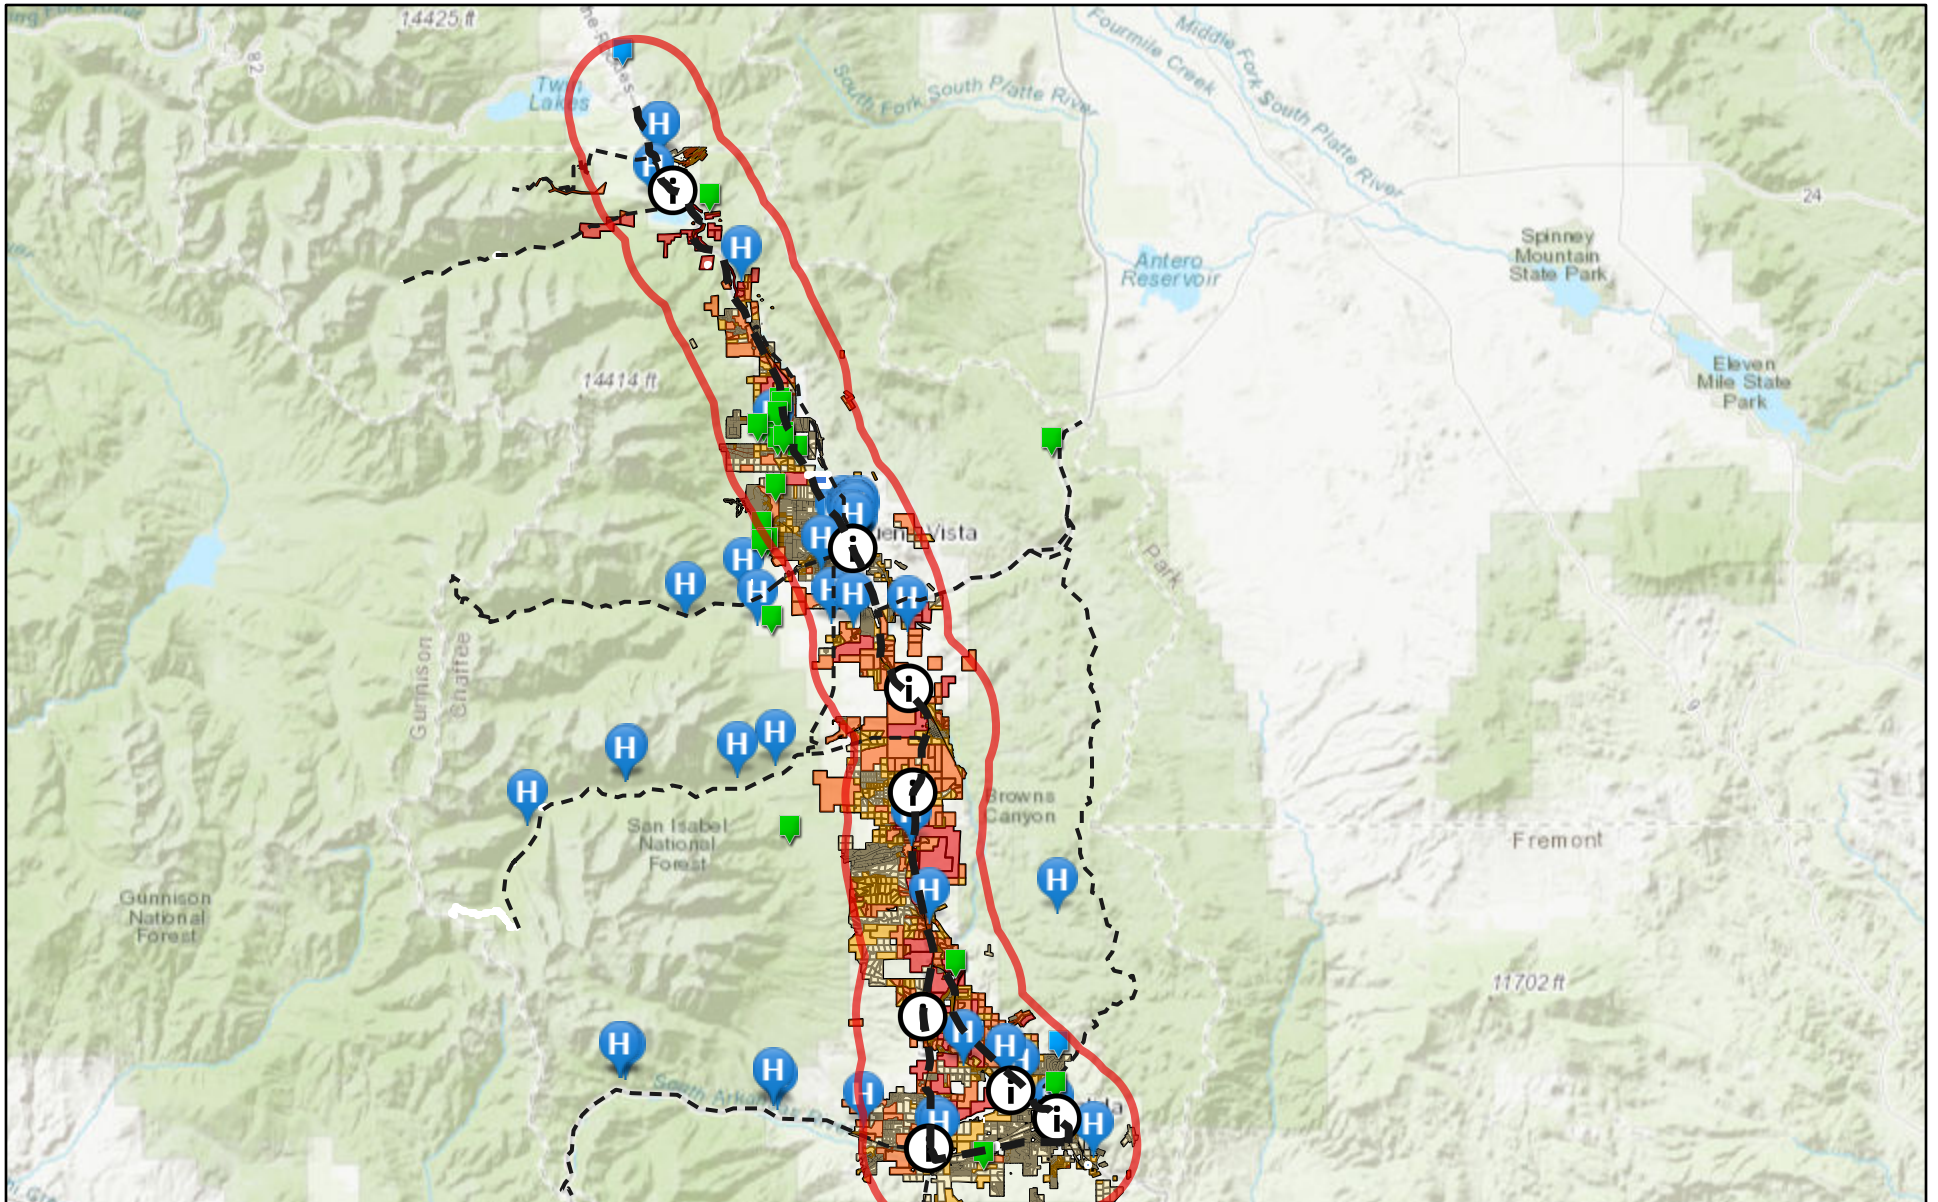 14425 ft
82
Twin
Lakes
South Fork South Platte River
Fourmile Creek
Middle Fork South Platte River
24
Spinney
Mountain
State Park
Antero
Reservoir
Eleven
Mile State
Park
14414 ft
H
H
i
H
H
H
i
Vista
H
H
H
H
H
H
Park
Gunnison
Chaffee
i
9
H
H
H
H
i
Browns
Canyon
San Isabel
National
Forest
Fremont
H
H
Gunnison
National
Forest
11702 ft
H
H
H
H
H
H
H
H
i
i
South Arkansas